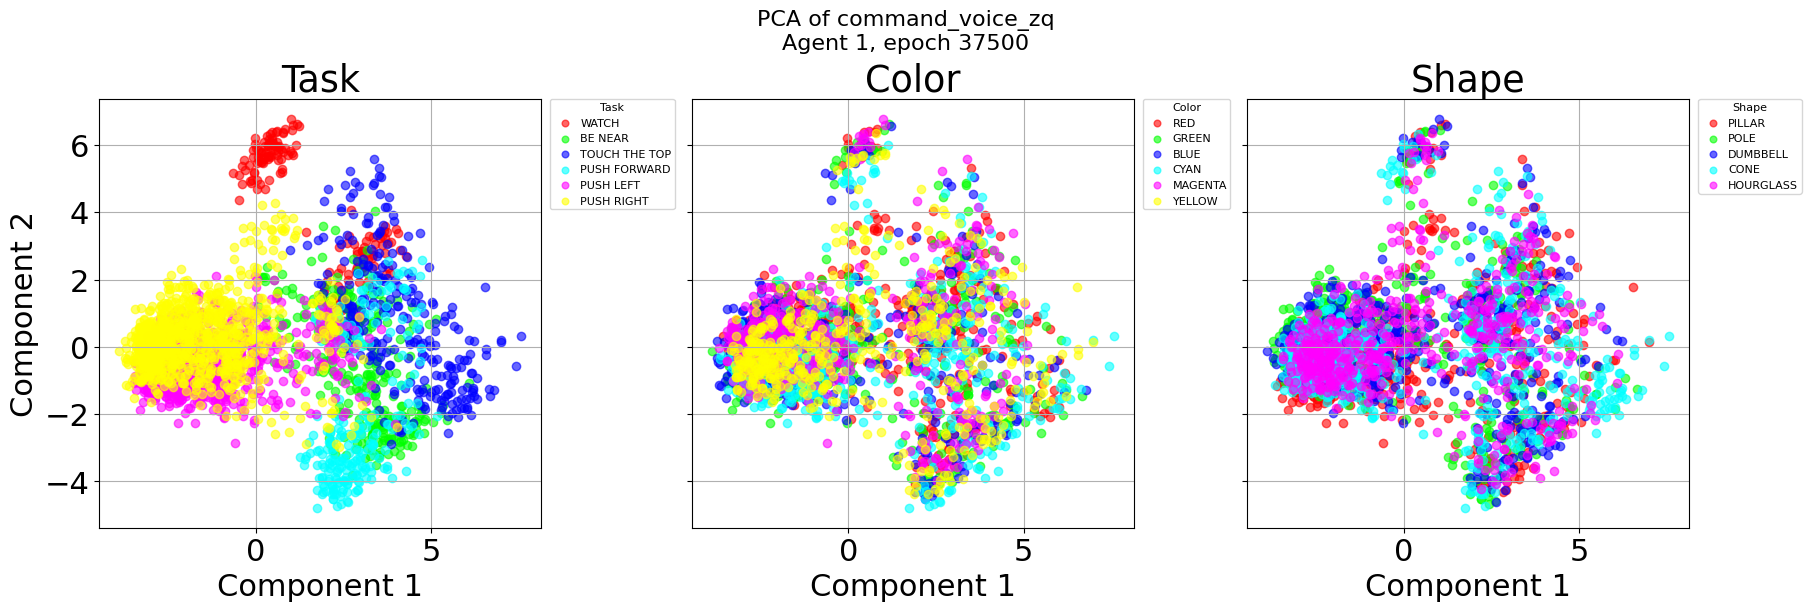 PCA of command_voice_zq
Agent 1, epoch 37500
Task
Component 2
6
4
2
0
−2
−4
0
5
Component 1
Task
WATCH
BE NEAR
TOUCH THE TOP
PUSH FORWARD
PUSH LEFT
PUSH RIGHT
Color
0
5
Component 1
Color
RED
GREEN
BLUE
CYAN
MAGENTA
YELLOW
Shape
0
5
Component 1
Shape
PILLAR
POLE
DUMBBELL
CONE
HOURGLASS